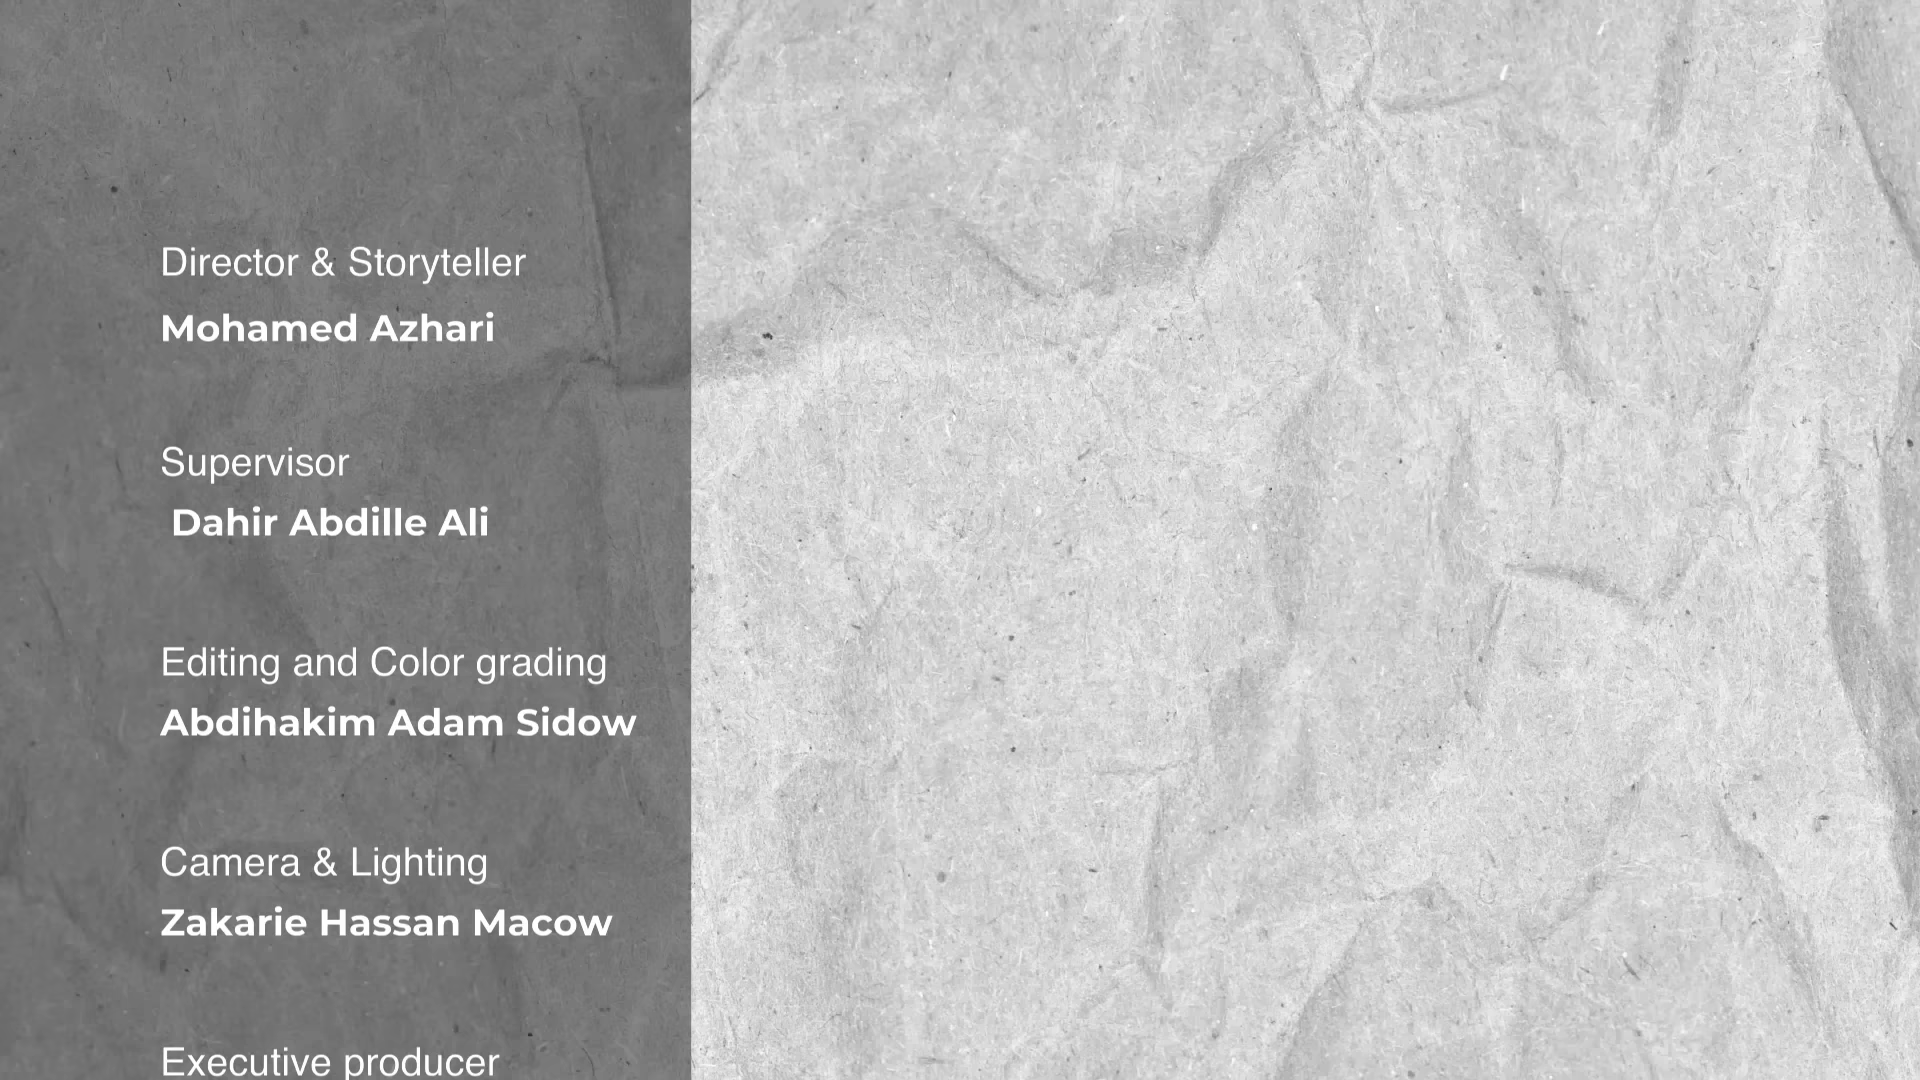 Director & Storyteller
Mohamed Azhari
Supervisor
Dahir Abdille Ali
Editing and Color grading
Abdihakim Adam Sidow
Camera & Lighting
Zakarie Hassan Macow
Executive producer